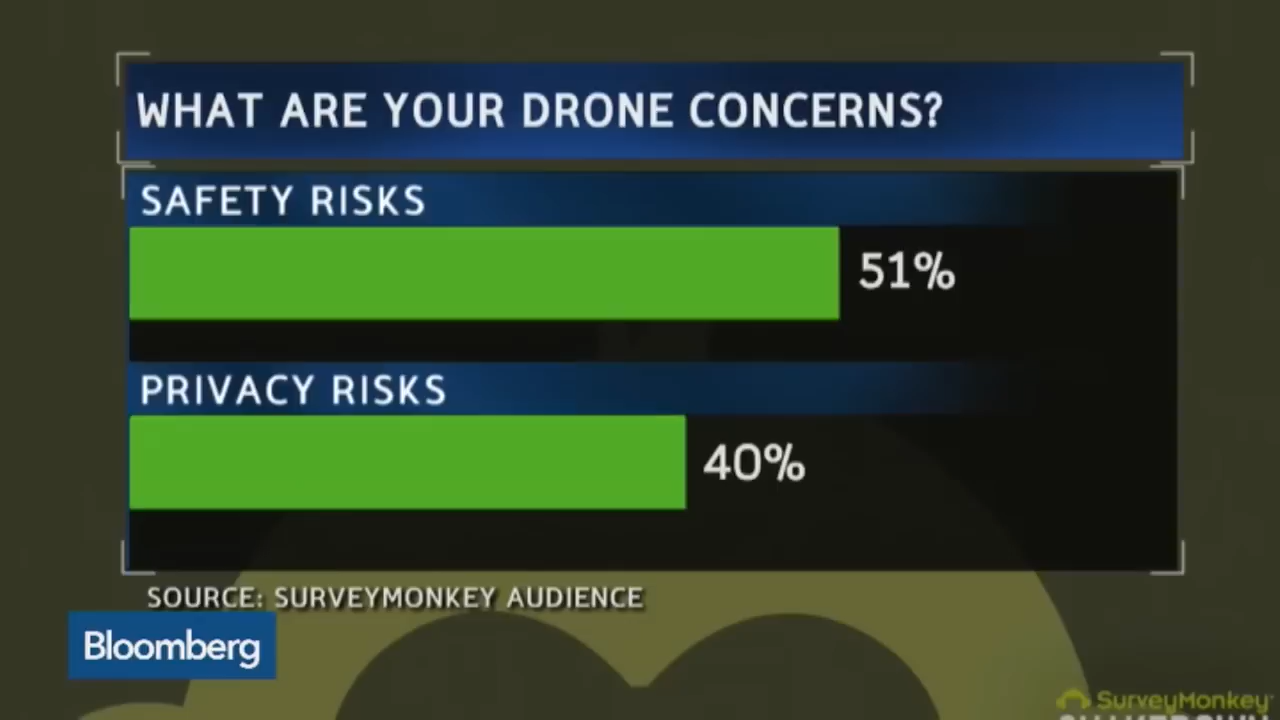 WHAT ARE YOUR DRONE CONCERNS?
SAFETY RISKS
51%
PRIVACY RISKS
40%
SOURCE: SURVEYMONKEY AUDIENCE
Bloomberg
SurveyMonkey